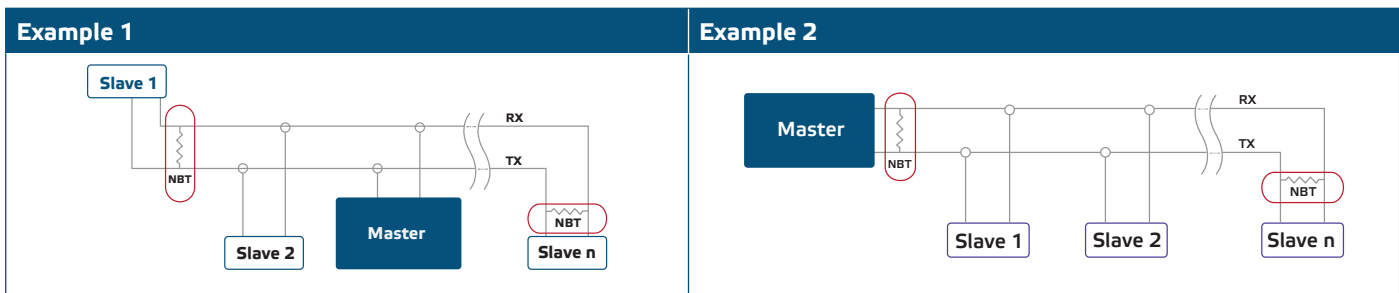 Example 1
Slave 1
RX
TX
NBT
Slave 2
Master
NBT
Slave n
Example 2
Master
RX
TX
NBT
NBT
Slave 1
Slave 2
Slave n